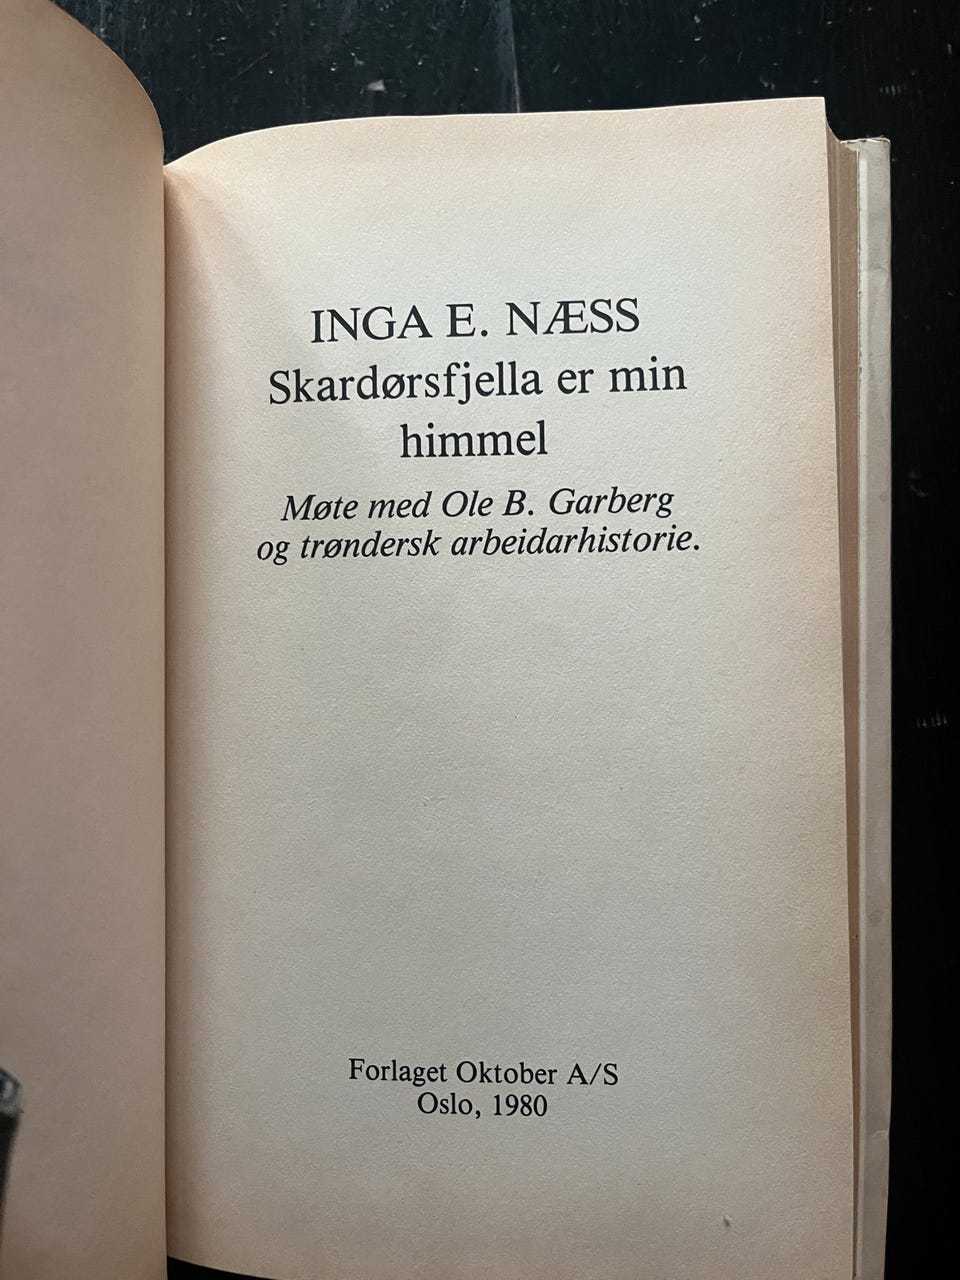 INGA E. NÆSS
Skardørsfjella er min
himmel
Møte med Ole B. Garberg
og trøndersk arbeidarhistorie.
Forlaget Oktober A/S
Oslo, 1980